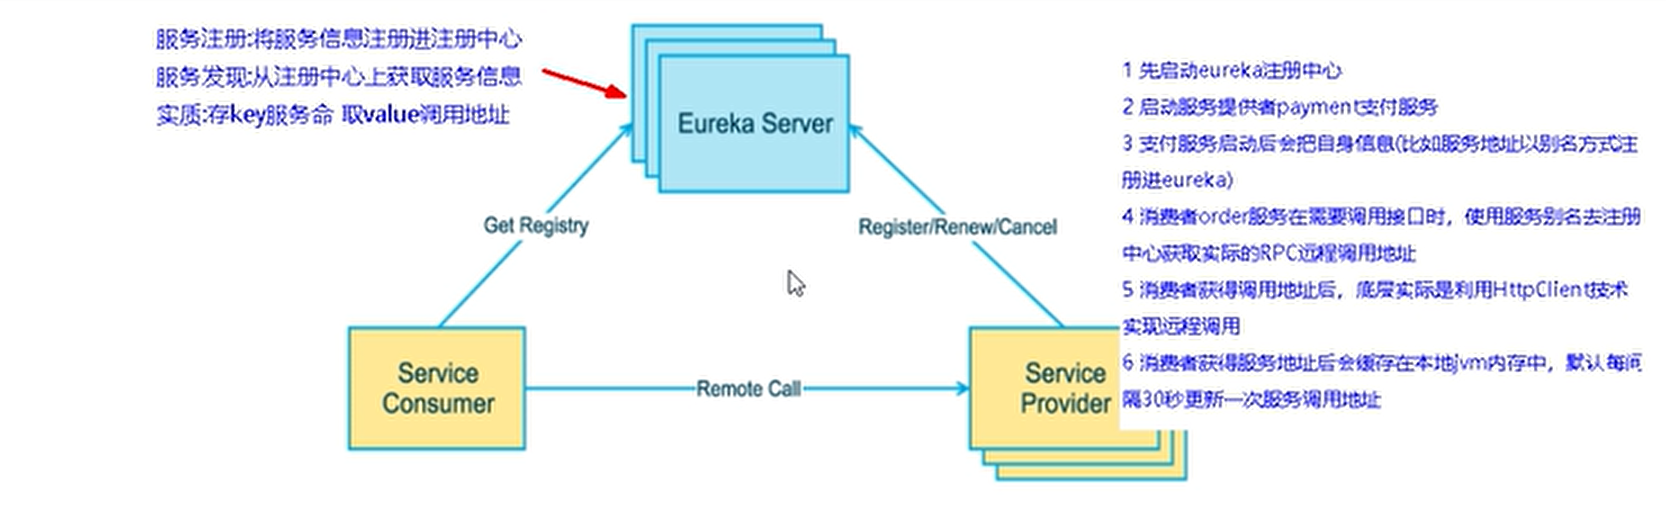 服务注册:将服务信息注册进注册中心
服务发现:从注册中心上获取服务信息
实质:存key服务命 取value调用地址
Eureka Server
Get Registry
Register/Renew/Cancel
Service
Consumer
Remote Call
Service
Provider
1 先启动eureka注册中心
2 启动服务提供者payment支付服务
3 支付服务启动后会把自身信息(比如服务地址以别名方式注
册进eureka)
4 消费者order服务在需要调用接口时，使用服务别名去注册
中心获取实际的RPC远程调用地址
5 消费者获得调用地址后，底层实际是利用HttpClient技术
实现远程调用
6 消费者获得服务地址后会缓存在本地jvm内存中，默认每间
隔30秒更新一次服务调用地址